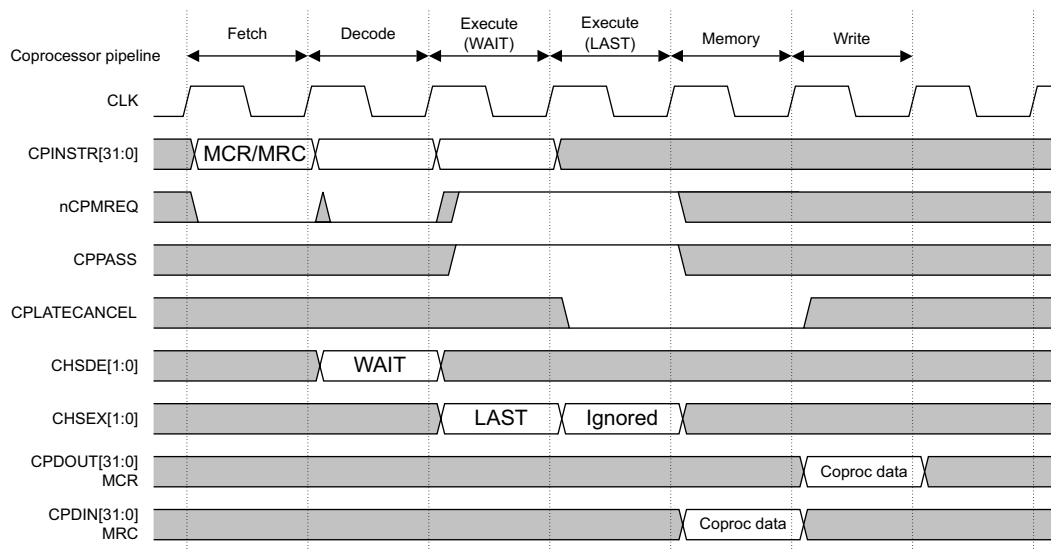 Coprocessor pipeline
Fetch
Decode
Execute
(WAIT)
Execute
(LAST)
Memory
Write
CLK
CPINSTR[31:0]
MCR/MRC
nCPMREQ
CPPASS
CPLATECANCEL
CHSDE[1:0]
WAIT
CHSEX[1:0]
LAST
Ignored
CPDOUT[31:0]
MCR
Coproc data
CPDIN[31:0]
MRC
Coproc data